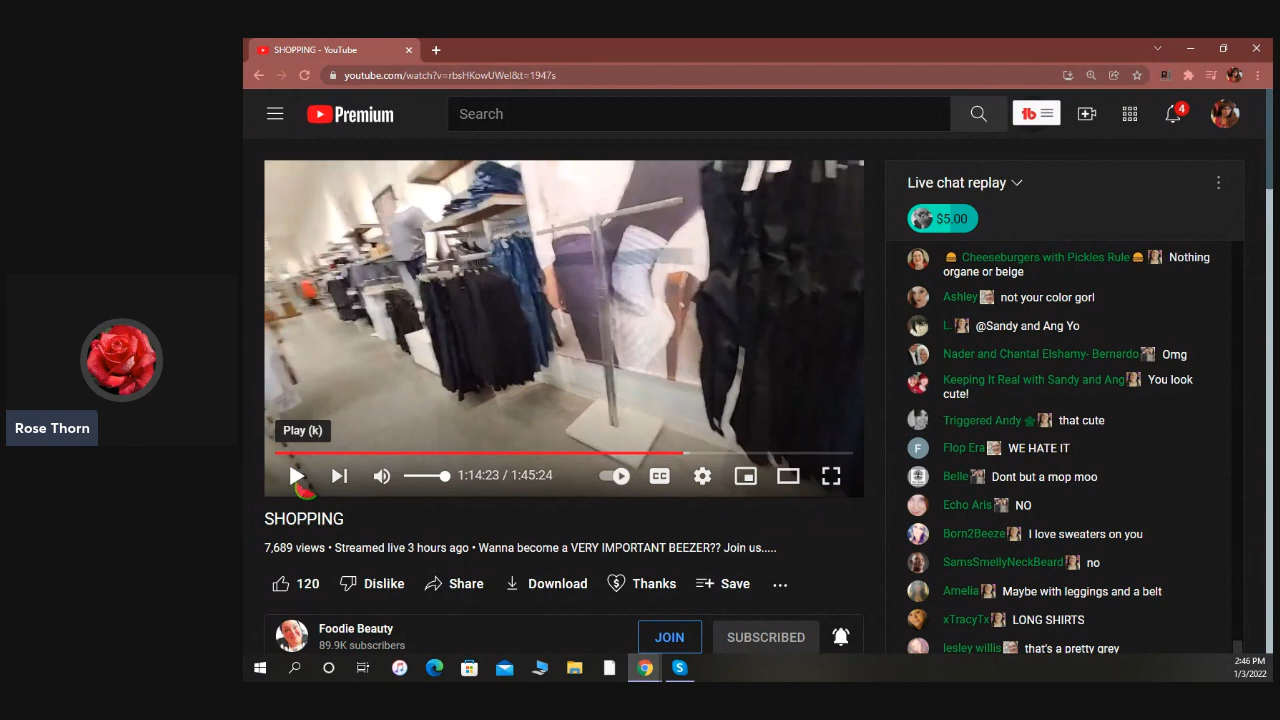 SHOPPING - YouTube
youtube.com/watch?v=rbsHKowUWeI&t=1947s
Premium
Search
4
Live chat replay
$5.00
Cheeseburgers with Pickles Rule Nothing
organe or beige
Ashley not your color gorl
L. @Sandy and Ang Yo
Nader and Chantal Elshamy- Bernardo Omg
Keeping It Real with Sandy and Ang You look
cute!
Triggered Andy that cute
F Flop Era WE HATE IT
Belle Dont but a mop moo
Echo Aris NO
Born2Beeze I love sweaters on you
SamsSmellyNeckBeard no
Amelia Maybe with leggings and a belt
xTracyTx LONG SHIRTS
lesley willis that's a pretty grey
Play (k)
1:14:23 / 1:45:24
CC
SHOPPING
7,689 views • Streamed live 3 hours ago • Wanna become a VERY IMPORTANT BEEZER?? Join us.....
120 Dislike Share Download Thanks Save
Foodie Beauty
89.9K subscribers
JOIN
SUBSCRIBED
Rose Thorn
2:46 PM
1/3/2022